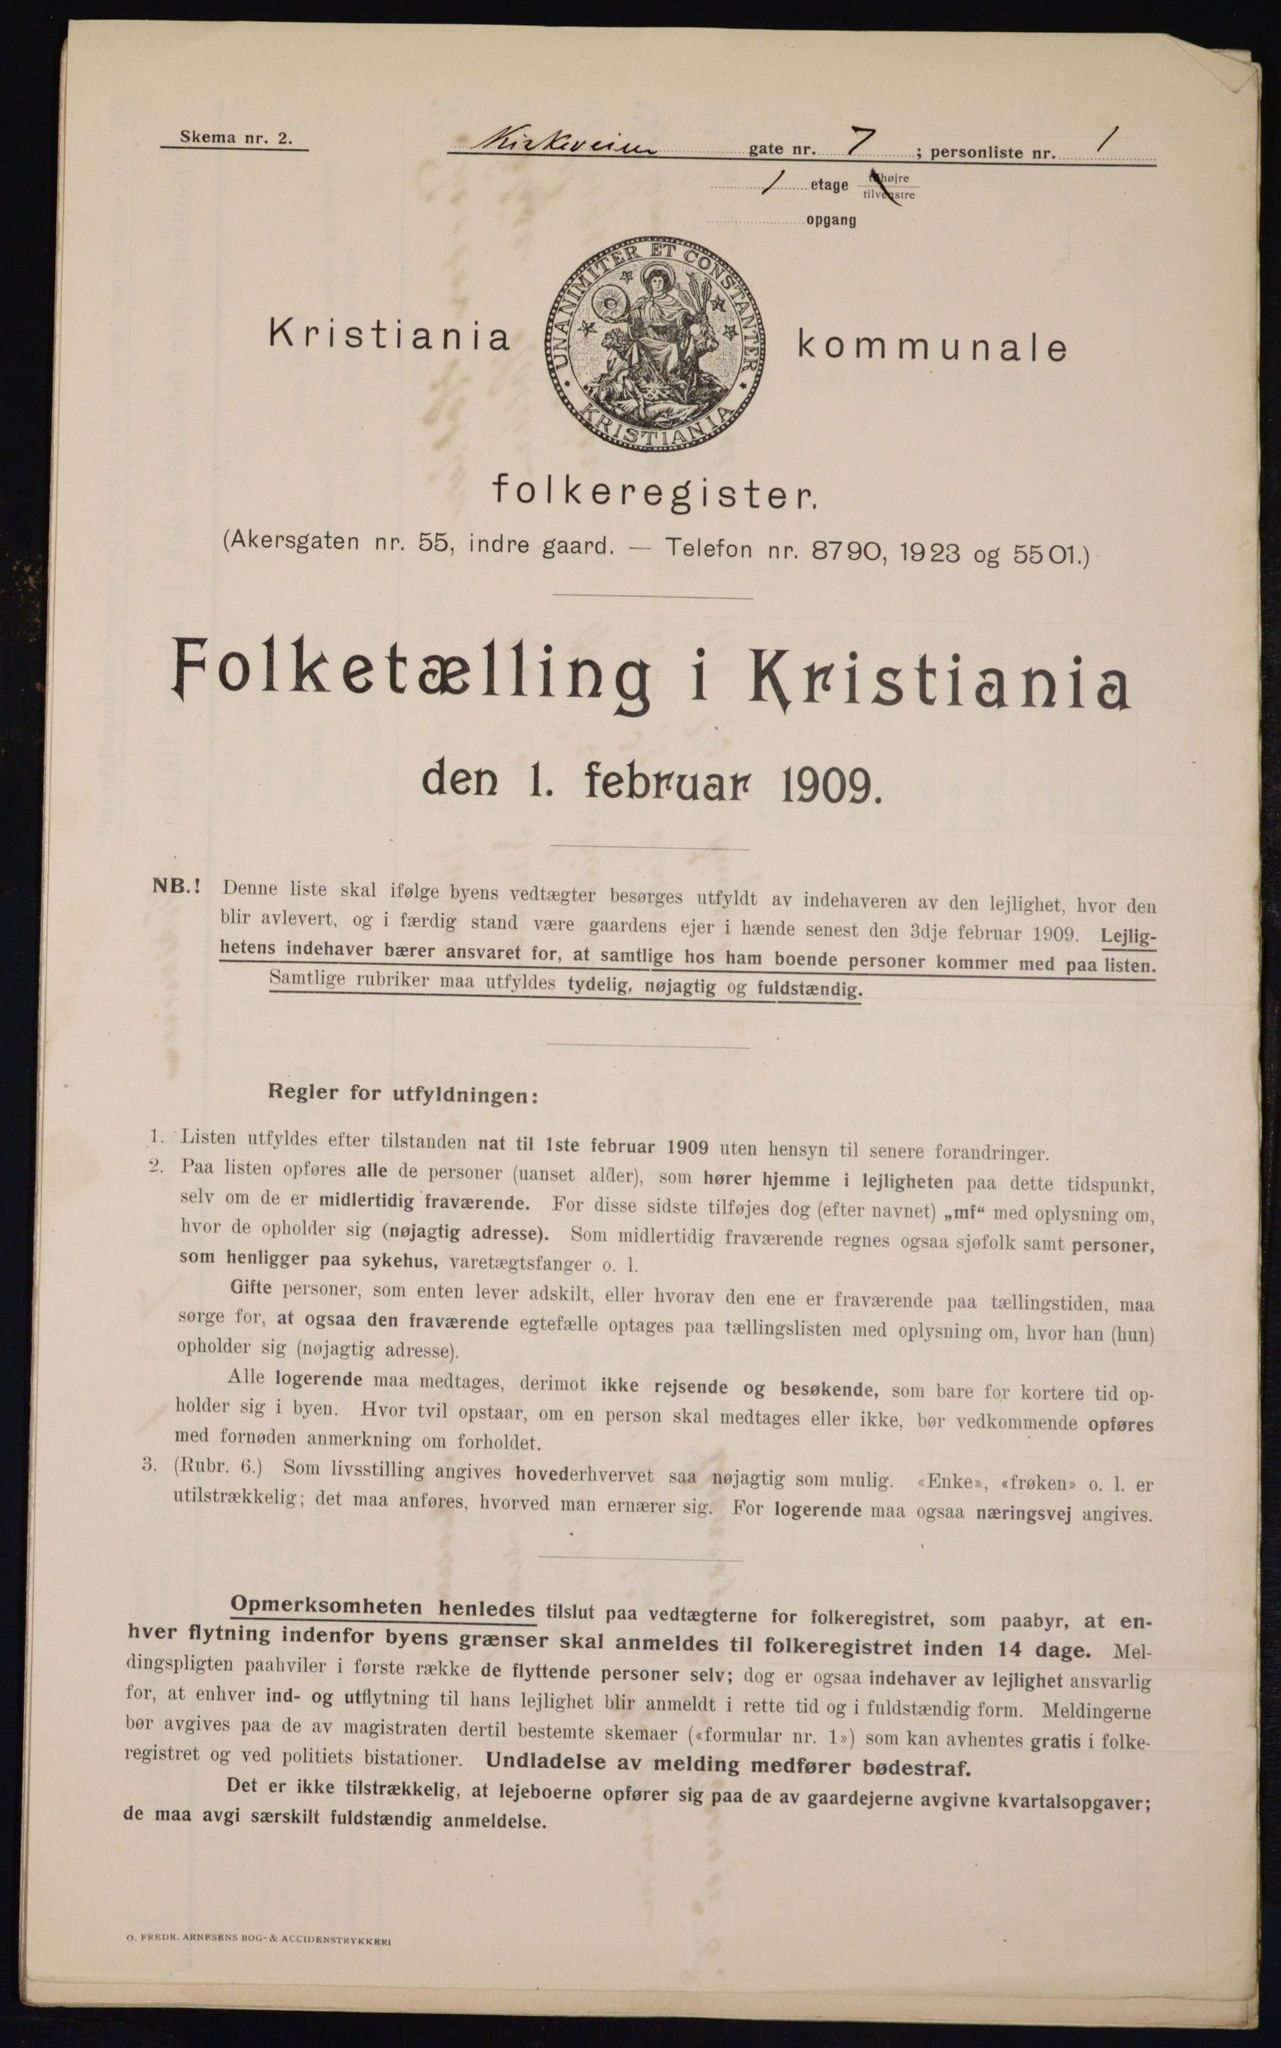 Skema nr. 2.
Kirkeveien gate nr. 7 ; personliste nr. 1
1 etage tilhøjre
tilvenstre
opgang
UNANIMITER ET CONSTANTER
KRISTIANIA
Kristiania kommunale
folkeregister.
(Akersgaten nr. 55, indre gaard. — Telefon nr. 8790, 1923 og 5501.)
Folketælling i Kristiania
den 1. februar 1909.
NB.! Denne liste skal ifølge byens vedtægter besørges utfyldt av indehaveren av den lejlighet, hvor den
blir avlevert, og i færdig stand være gaardens ejer i hænde senest den 3dje februar 1909. Lejlig-
hetens indehaver bærer ansvaret for, at samtlige hos ham boende personer kommer med paa listen.
Samtlige rubriker maa utfyldes tydelig, nøjagtig og fuldstændig.
Regler for utfyldningen:
1. Listen utfyldes efter tilstanden nat til 1ste februar 1909 uten hensyn til senere forandringer.
2. Paa listen opføres alle de personer (uanset alder), som hører hjemme i lejligheten paa dette tidspunkt,
selv om de er midlertidig fraværende. For disse sidste tilføjes dog (efter navnet) „mf“ med oplysning om,
hvor de opholder sig (nøjagtig adresse). Som midlertidig fraværende regnes ogsaa sjøfolk samt personer,
som henligger paa sykehus, varetægtsfanger o. l.
Gifte personer, som enten lever adskilt, eller hvorav den ene er fraværende paa tællingstiden, maa
sørge for, at ogsaa den fraværende egtefælle optages paa tællingslisten med oplysning om, hvor han (hun)
opholder sig (nøjagtig adresse).
Alle logerende maa medtages, derimot ikke rejsende og besøkende, som bare for kortere tid op-
holder sig i byen. Hvor tvil opstaar, om en person skal medtages eller ikke, bør vedkommende opføres
med fornøden anmerkning om forholdet.
3. (Rubr. 6.) Som livsstilling angives hovederhvervet saa nøjagtig som mulig. «Enke», «frøken» o. l. er
utilstrækkelig; det maa anføres, hvorved man ernærer sig. For logerende maa ogsaa næringsvej angives.
Opmerksomheten henledes tilslut paa vedtægterne for folkeregistret, som paabyr, at en-
hver flytning indenfor byens grænser skal anmeldes til folkeregistret inden 14 dage. Mel-
dingspligten paahviler i første række de flyttende personer selv; dog er ogsaa indehaver av lejlighet ansvarlig
for, at enhver ind- og utflytning til hans lejlighet blir anmeldt i rette tid og i fuldstændig form. Meldingerne
bør avgives paa de av magistraten dertil bestemte skemaer («formular nr. 1») som kan avhentes gratis i folke-
registret og ved politiets bistationer. Undladelse av melding medfører bødestraf.
Det er ikke tilstrækkelig, at lejeboerne opfører sig paa de av gaardejerne avgivne kvartalsopgaver;
de maa avgi særskilt fuldstændig anmeldelse.
O. FREDR. ARNESENS BOG- & ACCIDENSTRYKKERI